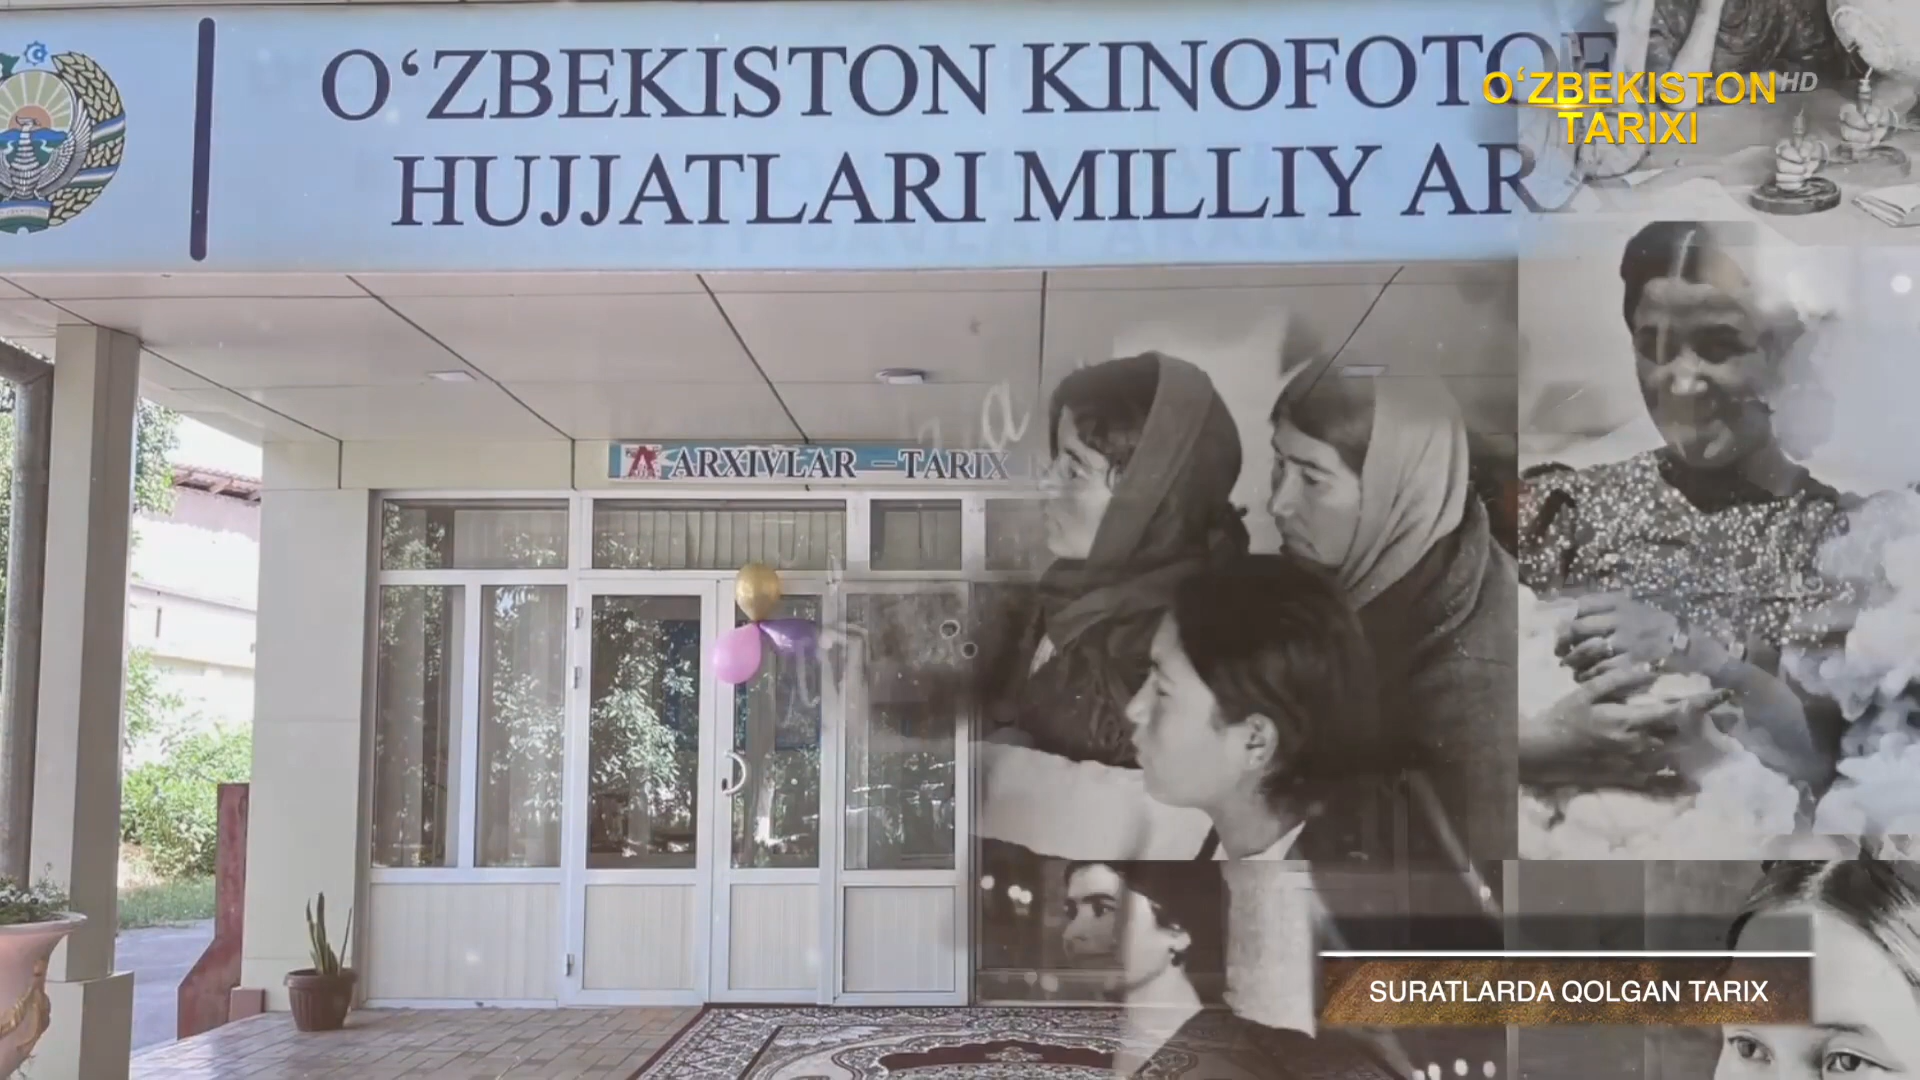 O‘ZBEKISTON KINOFOTOF
HUJJATLARI MILLIY AR
O‘ZBEKISTON HD
TARIXI
ARXIVLAR – TARIX
SURATLARDA QOLGAN TARIX